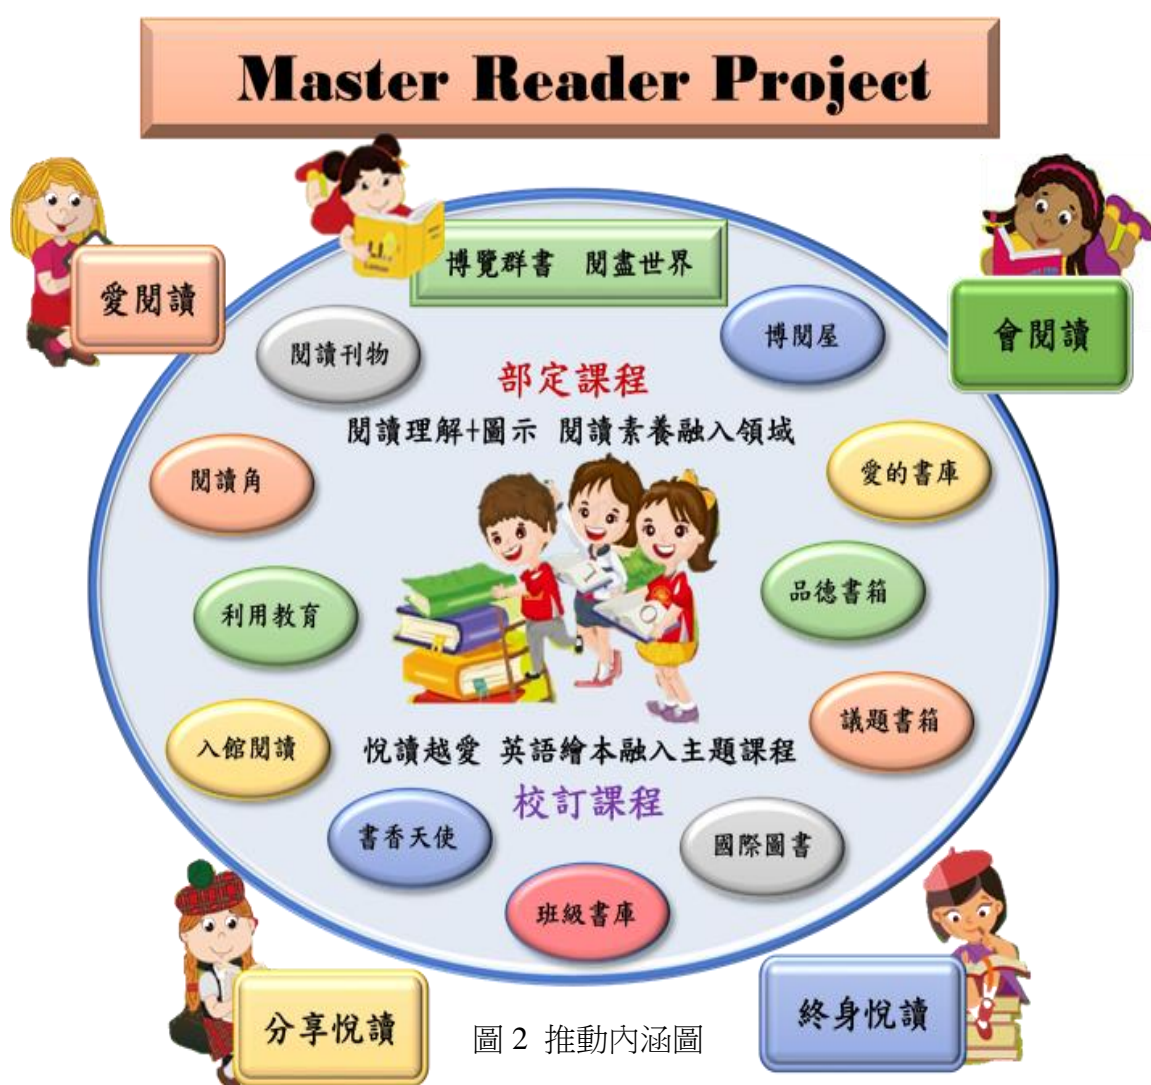 Master Reader Project
愛閱讀
博覽群書 閱盡世界
會閱讀
閱讀刊物
博閱屋
部定課程
閱讀理解+圖示 閱讀素養融入領域
閱讀角
愛的書庫
利用教育
品德書箱
入館閱讀
議題書箱
悅讀越愛 英語繪本融入主題課程
校訂課程
書香天使
國際圖書
班級書庫
分享悅讀
終身悅讀
圖 2 推動內涵圖